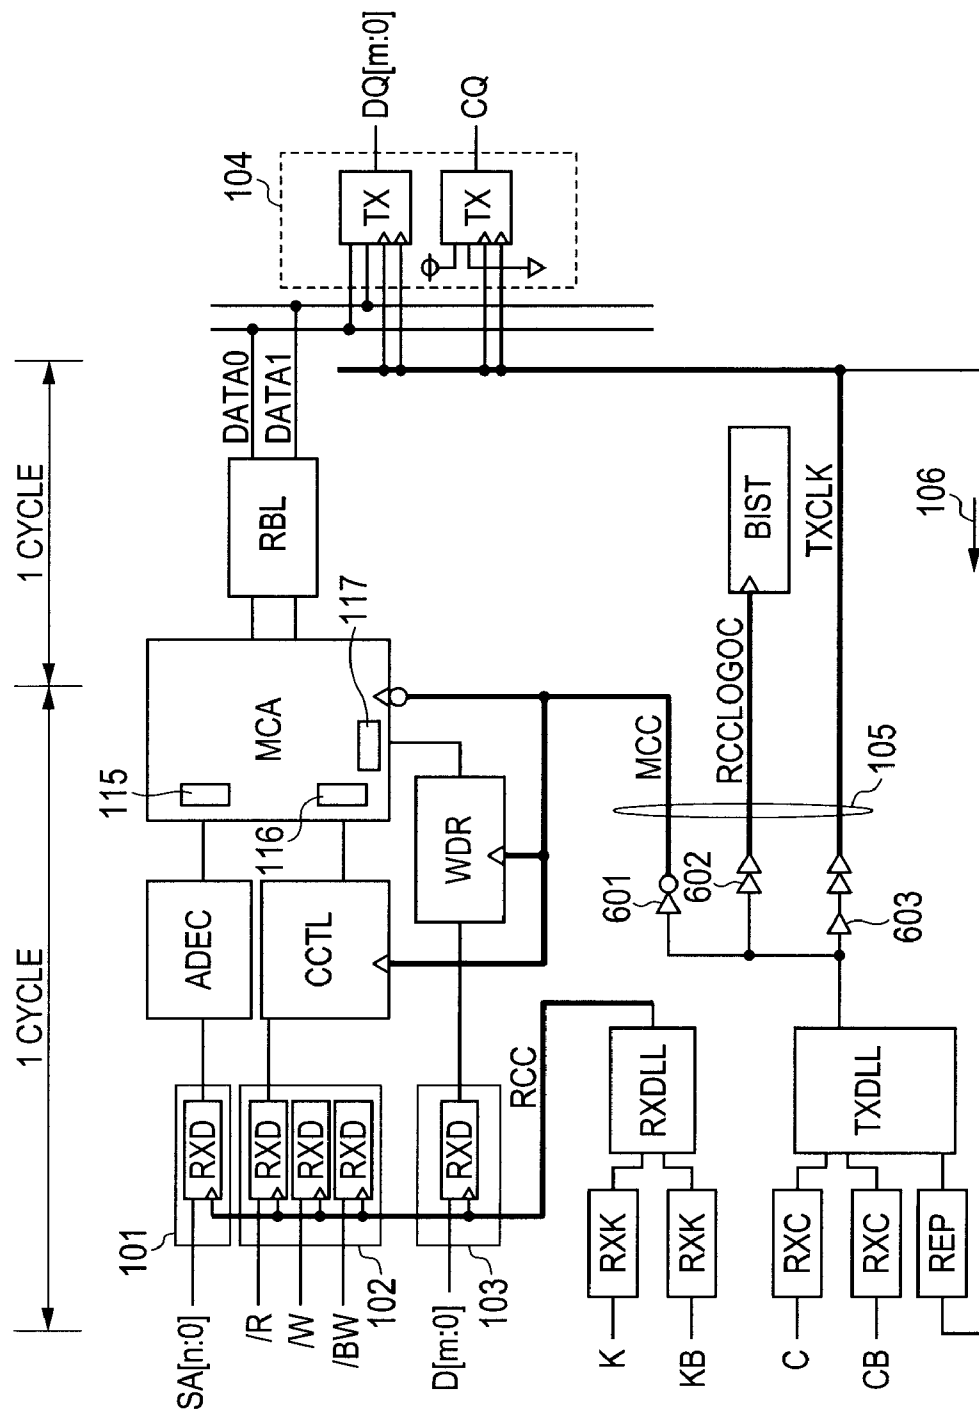 1 CYCLE
1 CYCLE
SA[n:0]
101
RXD
ADEC
115
MCA
RBL
DATA0
DATA1
104
TX
DQ[m:0]
/R
/W
/BW
102
RXD
RXD
RXD
CCTL
116
117
TX
CQ
D[m:0]
103
RXD
WDR
RCC
K
KB
RXK
RXK
RXDLL
601
MCC
602
RCCLOGOC
BIST
105
C
CB
RXC
RXC
REP
TXDLL
603
TXCLK
106